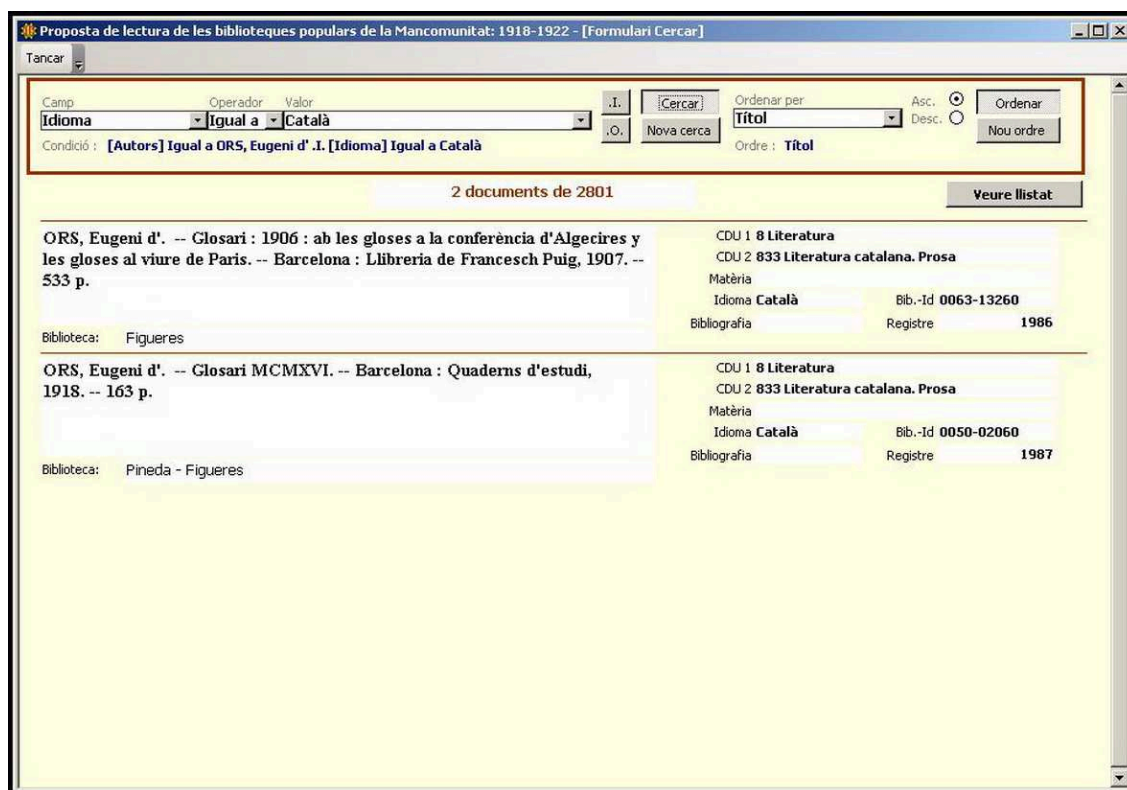 Proposta de lectura de les biblioteques populars de la Mancomunitat: 1918-1922 - [Formulari Cercar]
Tancar
Camp Operador Valor .I. Cercar Ordenar per Asc. Ordenar
Idioma Igual a Català .O. Nova cerca Títol Desc. Nou ordre
Condició : [Autors] Igual a ORS, Eugeni d' .I. [Idioma] Igual a Català Ordre : Títol
2 documents de 2801 Veure llistat
ORS, Eugeni d'. -- Glosari : 1906 : ab les gloses a la conferència d'Algecires y
les gloses al viure de Paris. -- Barcelona : Llibreria de Francesch Puig, 1907. --
533 p.
Biblioteca: Figueres
CDU 1 8 Literatura
CDU 2 833 Literatura catalana. Prosa
Matèria
Idioma Català Bib.-Id 0063-13260
Bibliografia Registre 1986
ORS, Eugeni d'. -- Glosari MCMXVI. -- Barcelona : Quaderns d'estudi,
1918. -- 163 p.
Biblioteca: Pineda - Figueres
CDU 1 8 Literatura
CDU 2 833 Literatura catalana. Prosa
Matèria
Idioma Català Bib.-Id 0050-02060
Bibliografia Registre 1987